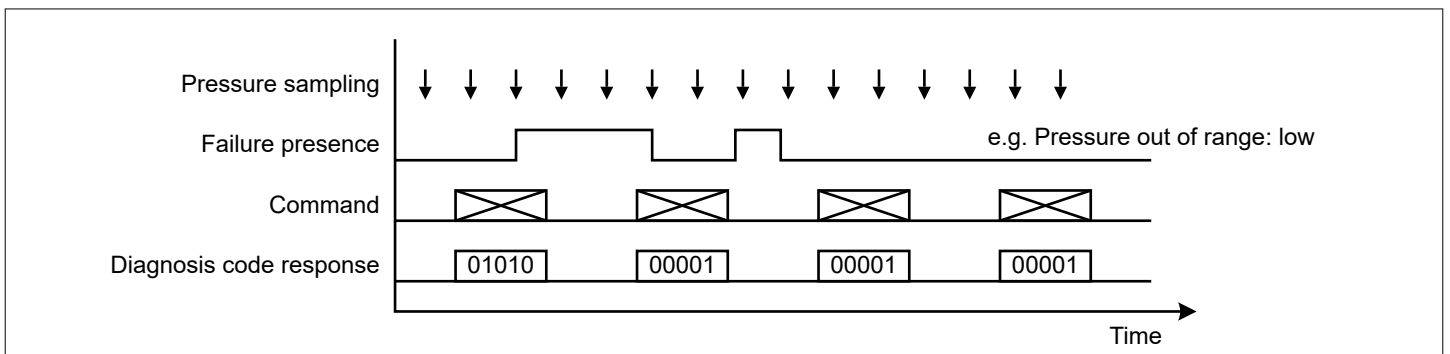 Pressure sampling
Failure presence
e.g. Pressure out of range: low
Command
Diagnosis code response
01010 00001 00001 00001
Time